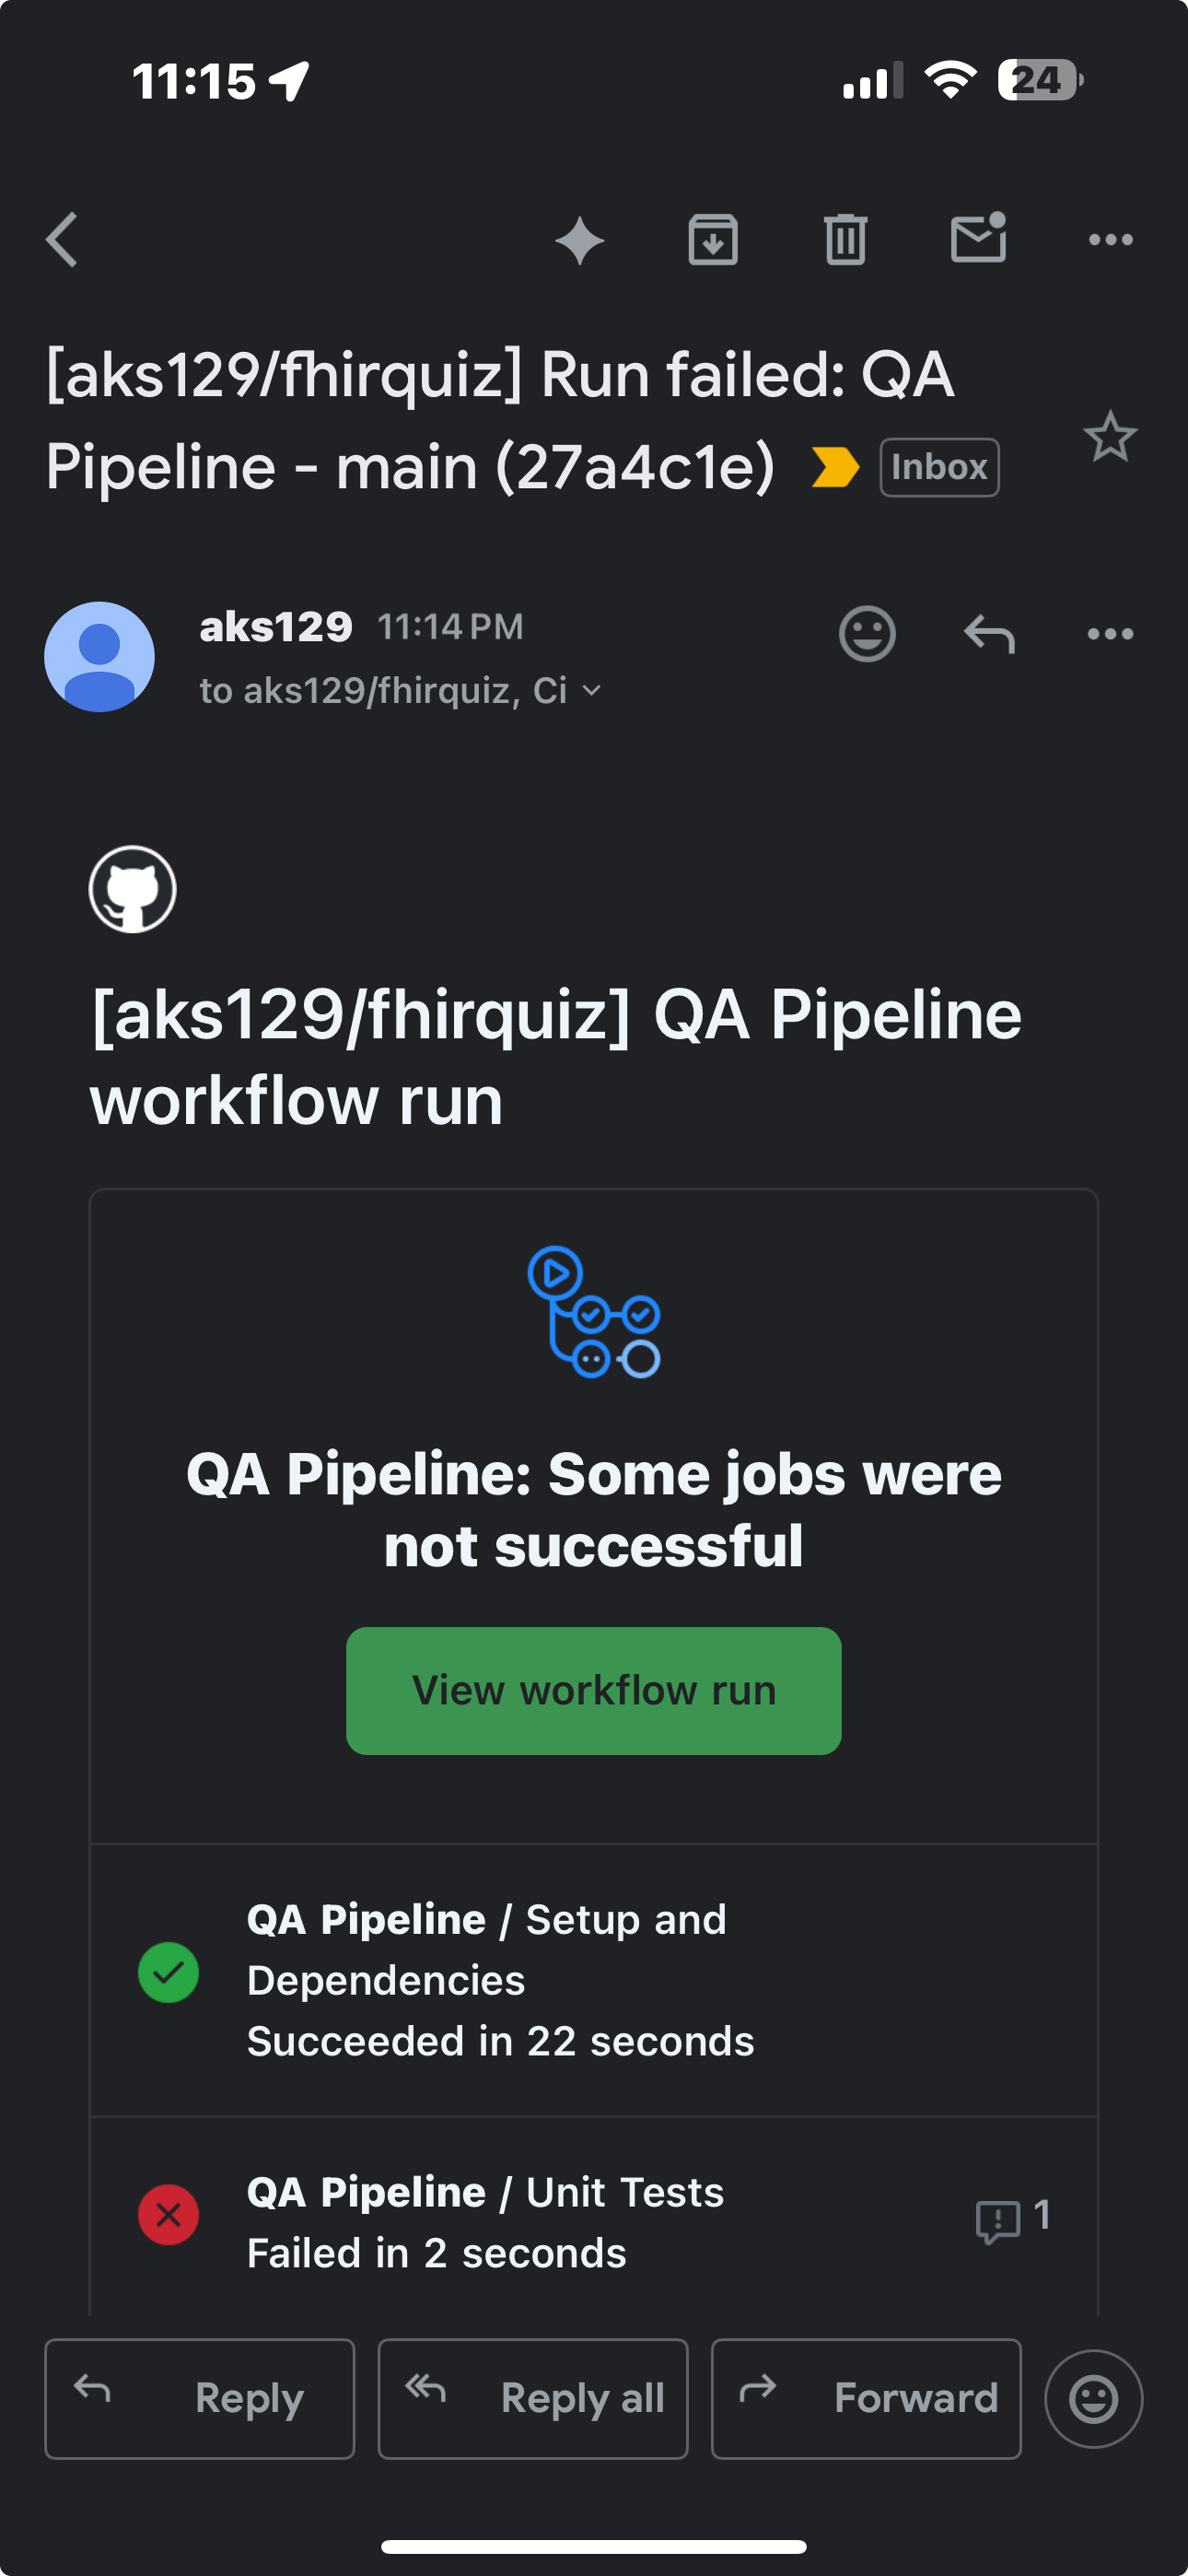 11:15
24
[aks129/fhirquiz] Run failed: QA
Pipeline - main (27a4c1e)
Inbox
aks129 11:14 PM
to aks129/fhirquiz, Ci
[aks129/fhirquiz] QA Pipeline
workflow run
QA Pipeline: Some jobs were
not successful
View workflow run
QA Pipeline / Setup and
Dependencies
Succeeded in 22 seconds
QA Pipeline / Unit Tests
1
Failed in 2 seconds
Reply
Reply all
Forward